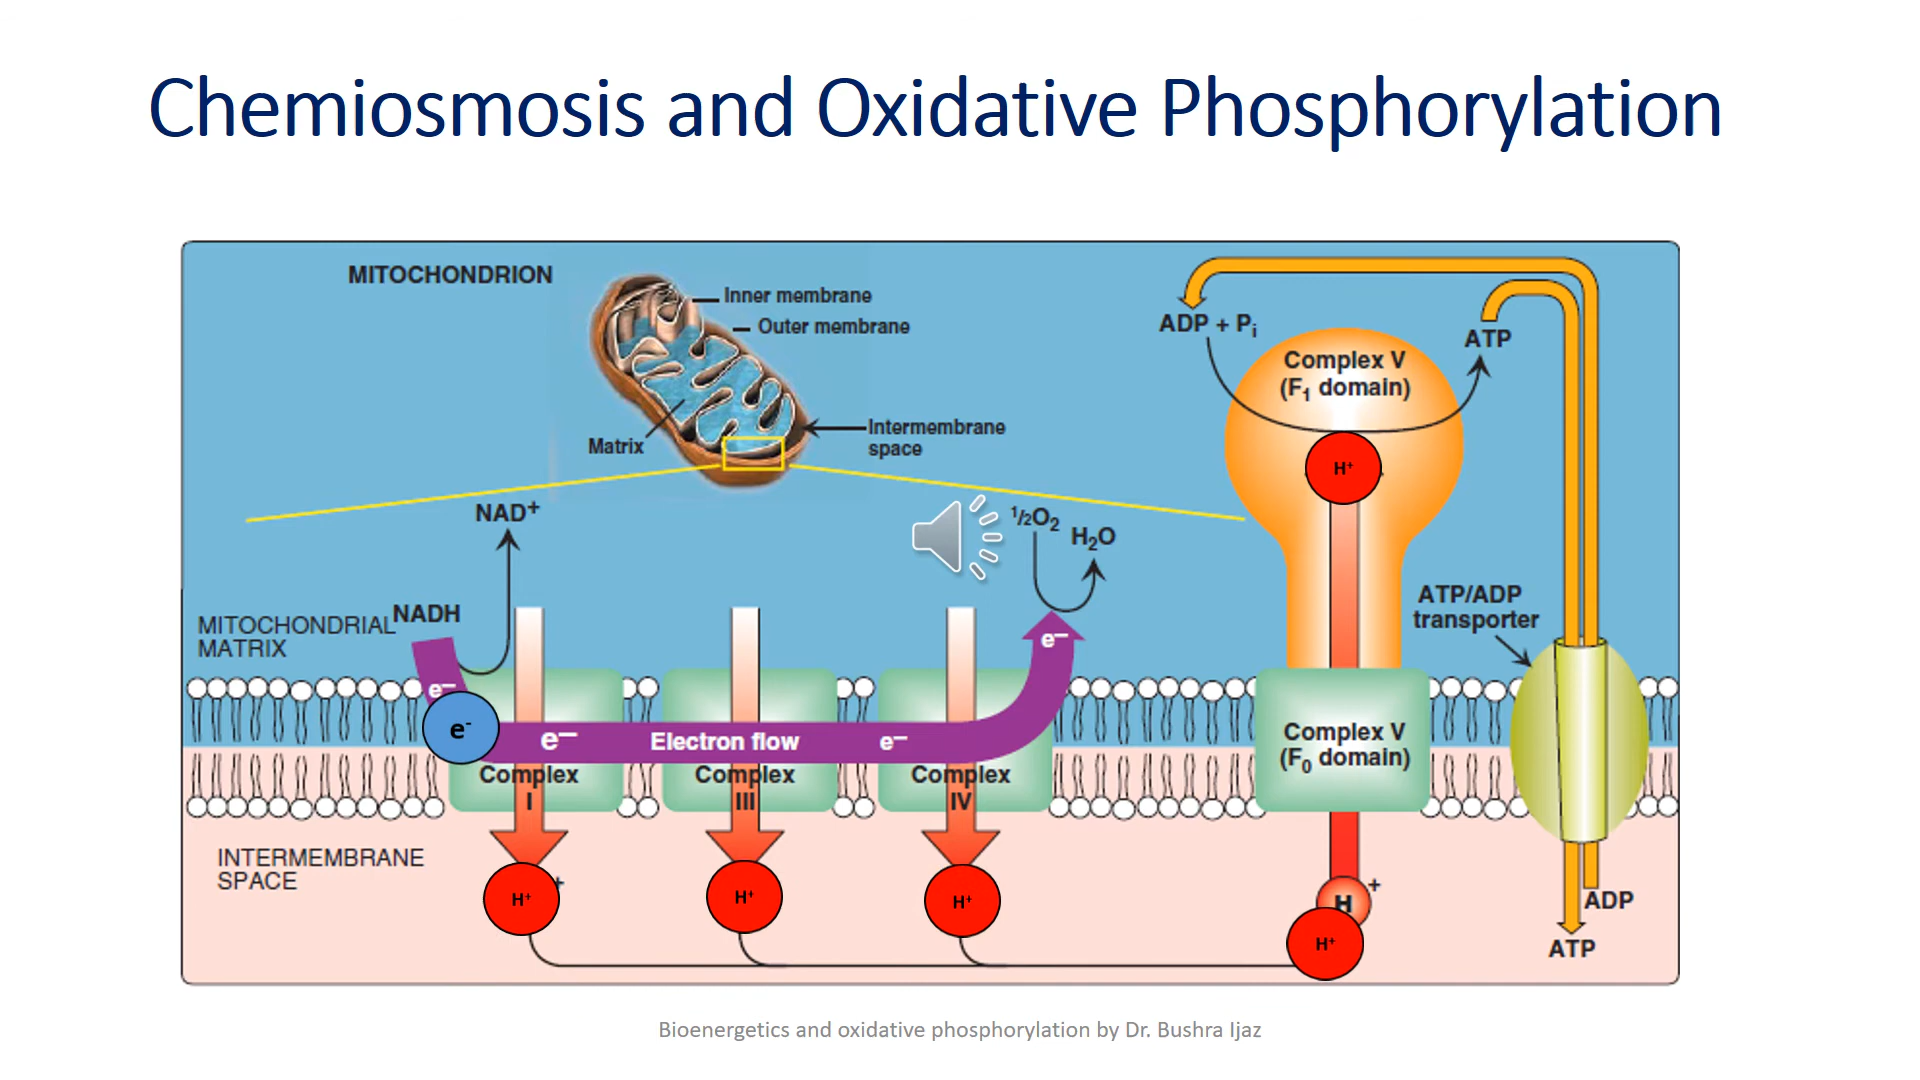 Chemiosmosis and Oxidative Phosphorylation
MITOCHONDRION
Inner membrane
Outer membrane
Matrix
Intermembrane
space
ADP + Pᵢ
ATP
Complex V
(F₁ domain)
H⁺
NAD⁺
¹/₂O₂
H₂O
NADH
MITOCHONDRIAL
MATRIX
ATP/ADP
transporter
e⁻
e⁻
e⁻
Electron flow
e⁻
e⁻
Complex
I
Complex
III
Complex
IV
Complex V
(F₀ domain)
INTERMEMBRANE
SPACE
H⁺
+
H⁺
H⁺
H⁺
H⁺
ADP
ATP
Bioenergetics and oxidative phosphorylation by Dr. Bushra Ijaz